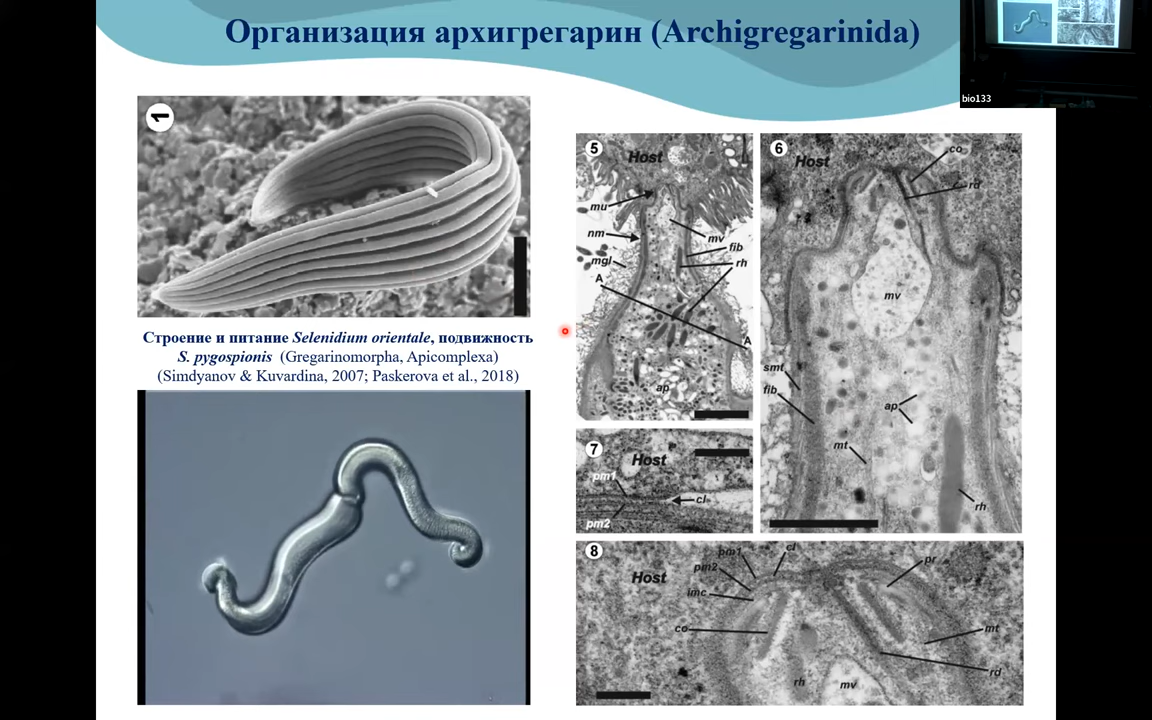 Организация архигрегарин (Archigregarinida)
bio133
1
Строение и питание Selenidium orientale, подвижность
S. pygospionis (Gregarinomorpha, Apicomplexa)
(Simdyanov & Kuvardina, 2007; Paskerova et al., 2018)
5
Host
mu
nm
mv
fib
mgl
rh
A
A
ap
6
Host
co
rd
mv
smt
fib
ap
mt
rh
7
Host
pm1
cl
pm2
8
Host
pm1
cl
pm2
pr
imc
co
mt
rd
rh
mv